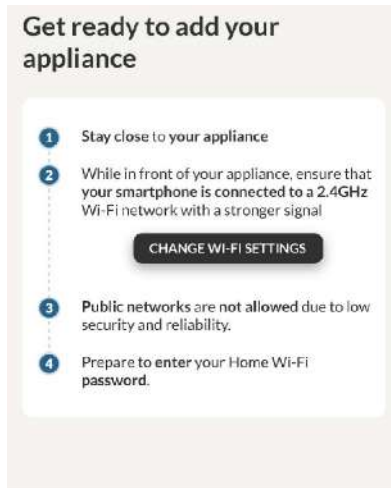 Get ready to add your
appliance
1 Stay close to your appliance
2 While in front of your appliance, ensure that
your smartphone is connected to a 2.4GHz
Wi-Fi network with a stronger signal
CHANGE WI-FI SETTINGS
3 Public networks are not allowed due to low
security and reliability.
4 Prepare to enter your Home Wi-Fi
password.